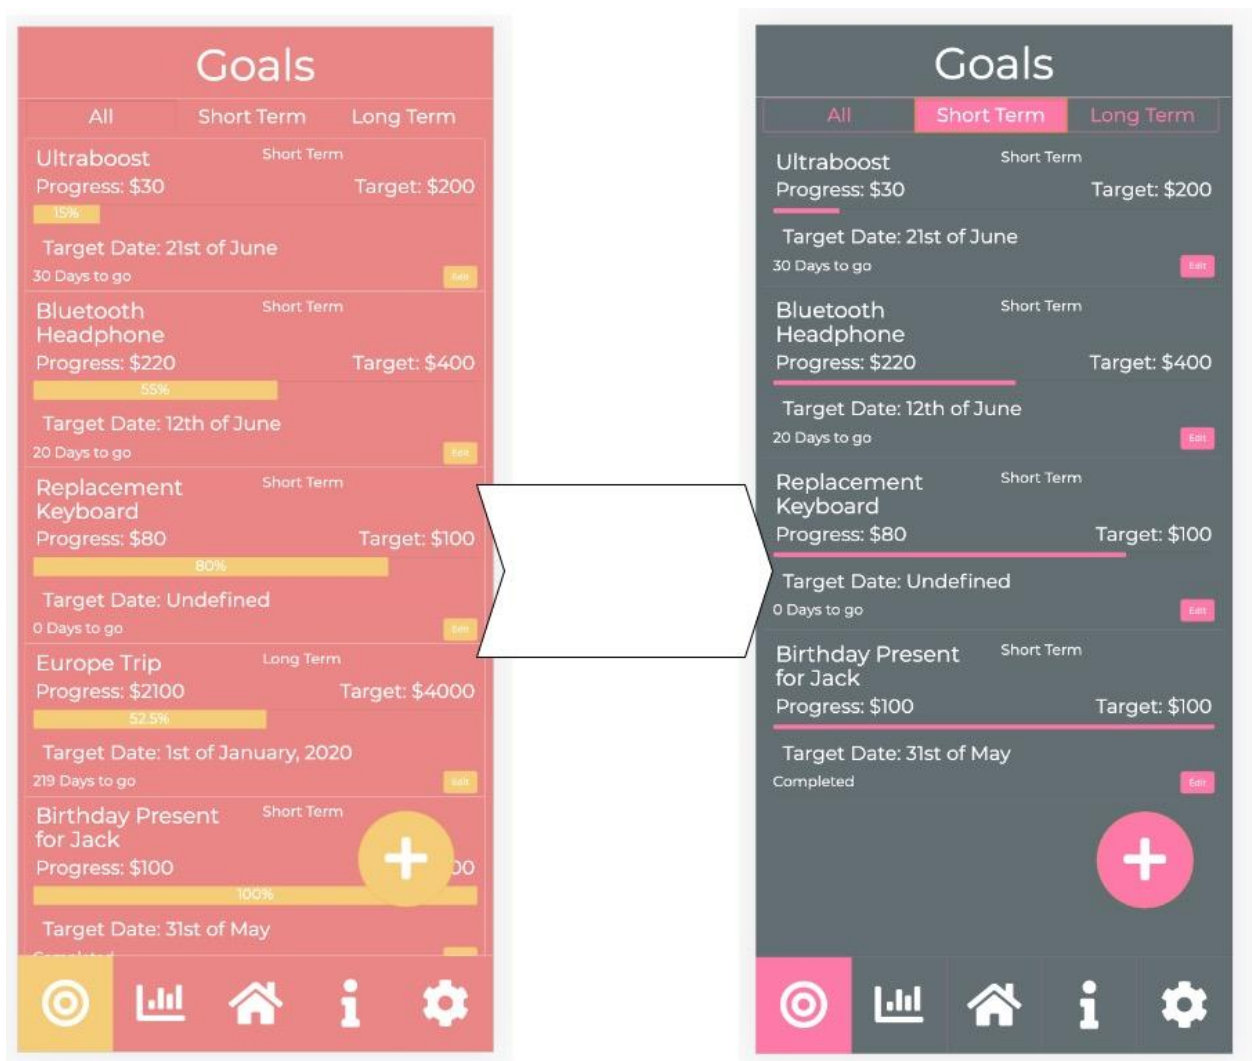 Goals
All Short Term Long Term
Ultraboost Short Term
Progress: $30 Target: $200
15%
Target Date: 21st of June
30 Days to go Edit
Bluetooth Short Term
Headphone
Progress: $220 Target: $400
55%
Target Date: 12th of June
20 Days to go Edit
Replacement Short Term
Keyboard
Progress: $80 Target: $100
80%
Target Date: Undefined
0 Days to go Edit
Europe Trip Long Term
Progress: $2100 Target: $4000
52.5%
Target Date: 1st of January, 2020
219 Days to go Edit
Birthday Present Short Term
for Jack
Progress: $100 00
100%
Target Date: 31st of May
Goals
All Short Term Long Term
Ultraboost Short Term
Progress: $30 Target: $200
Target Date: 21st of June
30 Days to go Edit
Bluetooth Short Term
Headphone
Progress: $220 Target: $400
Target Date: 12th of June
20 Days to go Edit
Replacement Short Term
Keyboard
Progress: $80 Target: $100
Target Date: Undefined
0 Days to go Edit
Birthday Present Short Term
for Jack
Progress: $100 Target: $100
Target Date: 31st of May
Completed Edit